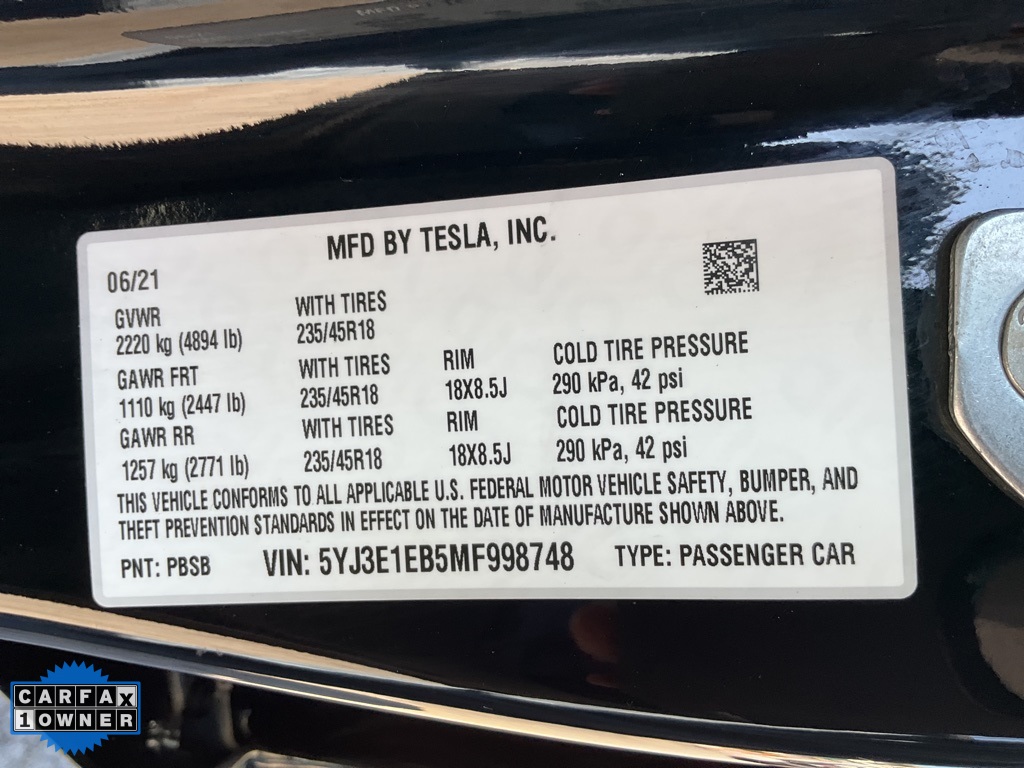 MFD BY TESLA, INC.
06/21
GVWR WITH TIRES
2220 kg (4894 lb) 235/45R18
GAWR FRT WITH TIRES RIM COLD TIRE PRESSURE
1110 kg (2447 lb) 235/45R18 18X8.5J 290 kPa, 42 psi
GAWR RR WITH TIRES RIM COLD TIRE PRESSURE
1257 kg (2771 lb) 235/45R18 18X8.5J 290 kPa, 42 psi
THIS VEHICLE CONFORMS TO ALL APPLICABLE U.S. FEDERAL MOTOR VEHICLE SAFETY, BUMPER, AND
THEFT PREVENTION STANDARDS IN EFFECT ON THE DATE OF MANUFACTURE SHOWN ABOVE.
PNT: PBSB VIN: 5YJ3E1EB5MF998748 TYPE: PASSENGER CAR
CARFAX
1 OWNER